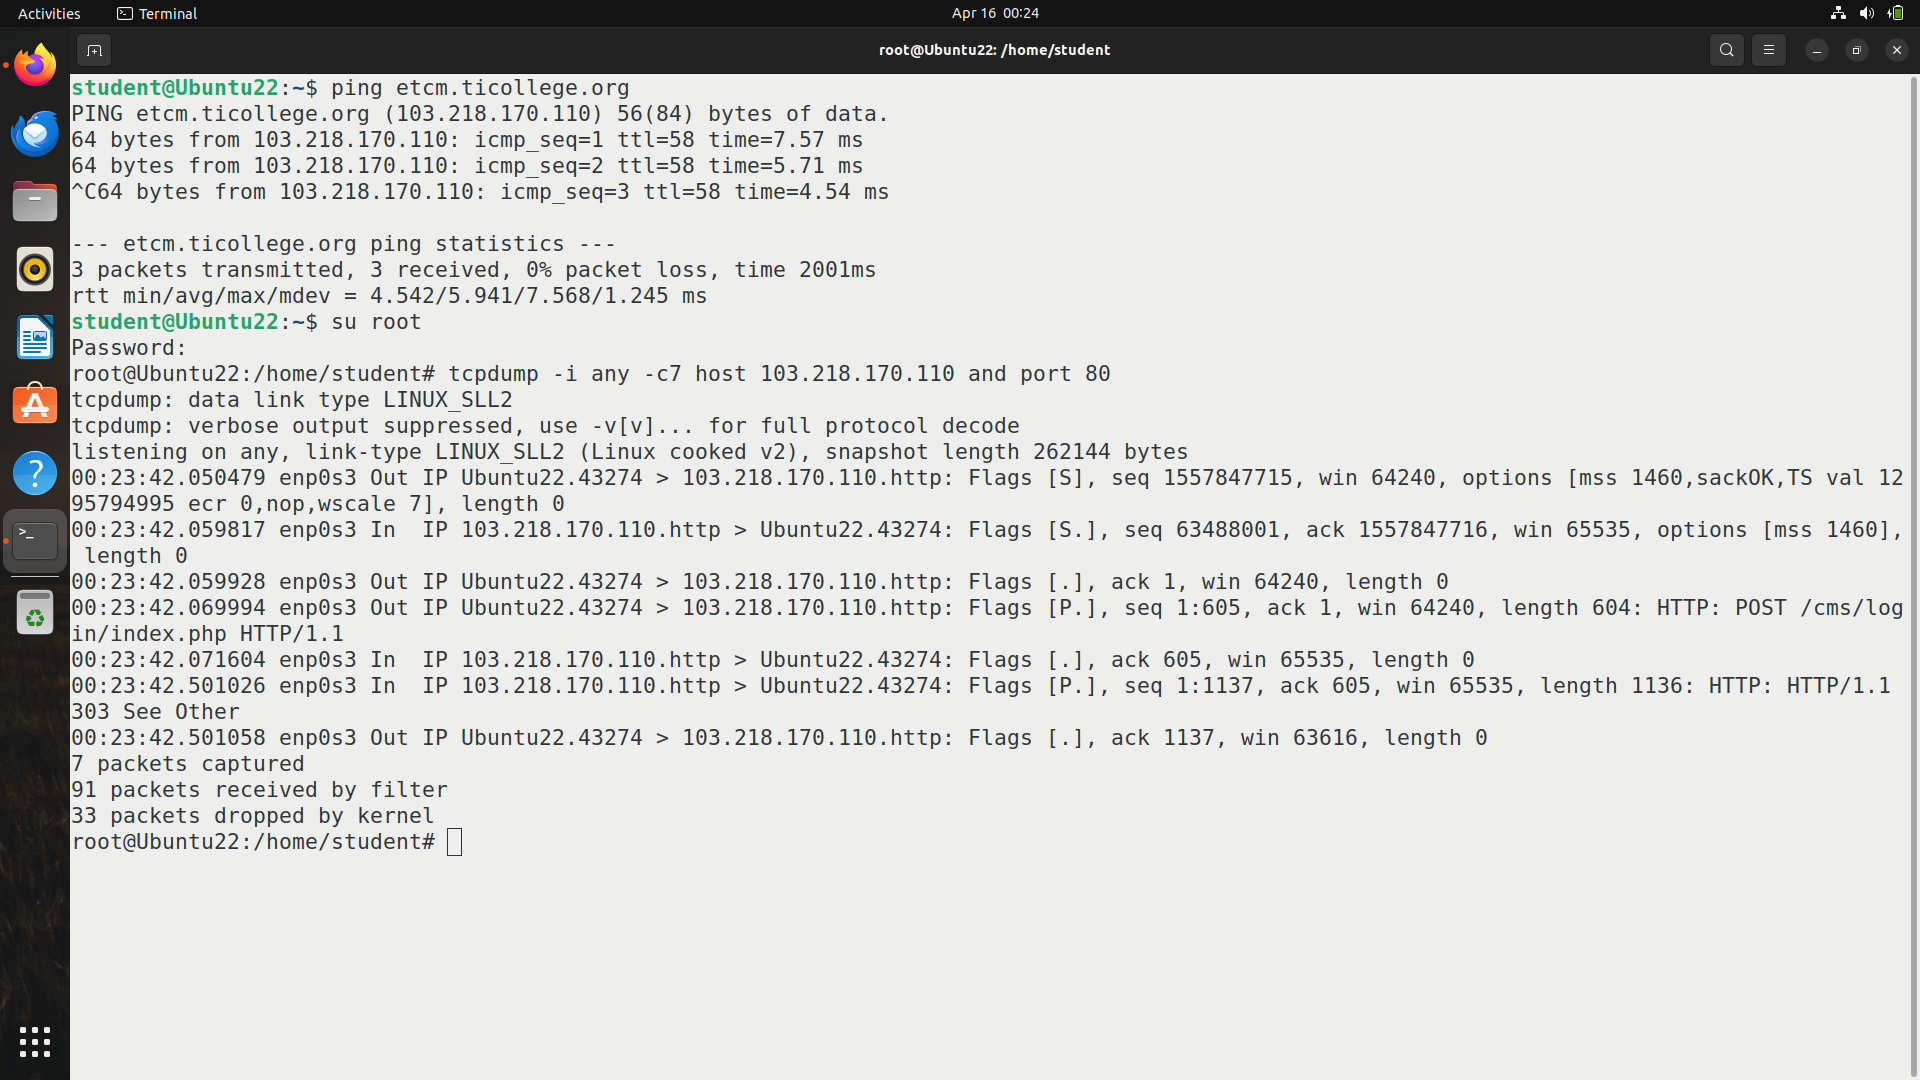 Activities
Terminal
Apr 16 00:24
root@Ubuntu22: /home/student
student@Ubuntu22:~$ ping etcm.ticollege.org
PING etcm.ticollege.org (103.218.170.110) 56(84) bytes of data.
64 bytes from 103.218.170.110: icmp_seq=1 ttl=58 time=7.57 ms
64 bytes from 103.218.170.110: icmp_seq=2 ttl=58 time=5.71 ms
^C64 bytes from 103.218.170.110: icmp_seq=3 ttl=58 time=4.54 ms
--- etcm.ticollege.org ping statistics ---
3 packets transmitted, 3 received, 0% packet loss, time 2001ms
rtt min/avg/max/mdev = 4.542/5.941/7.568/1.245 ms
student@Ubuntu22:~$ su root
Password:
root@Ubuntu22:/home/student# tcpdump -i any -c7 host 103.218.170.110 and port 80
tcpdump: data link type LINUX_SLL2
tcpdump: verbose output suppressed, use -v[v]... for full protocol decode
listening on any, link-type LINUX_SLL2 (Linux cooked v2), snapshot length 262144 bytes
00:23:42.050479 enp0s3 Out IP Ubuntu22.43274 > 103.218.170.110.http: Flags [S], seq 1557847715, win 64240, options [mss 1460,sackOK,TS val 12
95794995 ecr 0,nop,wscale 7], length 0
00:23:42.059817 enp0s3 In  IP 103.218.170.110.http > Ubuntu22.43274: Flags [S.], seq 63488001, ack 1557847716, win 65535, options [mss 1460],
 length 0
00:23:42.059928 enp0s3 Out IP Ubuntu22.43274 > 103.218.170.110.http: Flags [.], ack 1, win 64240, length 0
00:23:42.069994 enp0s3 Out IP Ubuntu22.43274 > 103.218.170.110.http: Flags [P.], seq 1:605, ack 1, win 64240, length 604: HTTP: POST /cms/log
in/index.php HTTP/1.1
00:23:42.071604 enp0s3 In  IP 103.218.170.110.http > Ubuntu22.43274: Flags [.], ack 605, win 65535, length 0
00:23:42.501026 enp0s3 In  IP 103.218.170.110.http > Ubuntu22.43274: Flags [P.], seq 1:1137, ack 605, win 65535, length 1136: HTTP: HTTP/1.1
303 See Other
00:23:42.501058 enp0s3 Out IP Ubuntu22.43274 > 103.218.170.110.http: Flags [.], ack 1137, win 63616, length 0
7 packets captured
91 packets received by filter
33 packets dropped by kernel
root@Ubuntu22:/home/student#